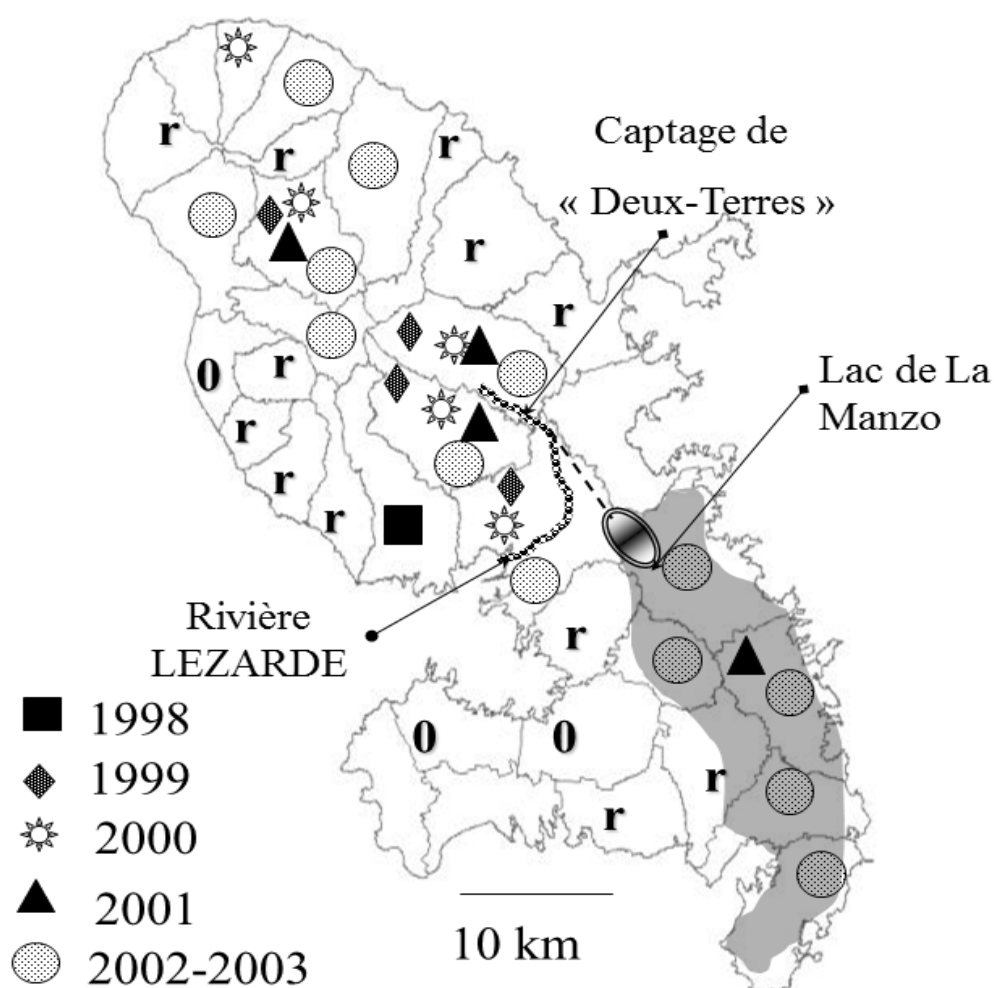 r
r
r
r
r
0
r
r
r
r
r
0
0
r
r
Captage de
« Deux-Terres »
Lac de La
Manzo
Rivière
LEZARDE
1998
1999
2000
2001
2002-2003
10 km